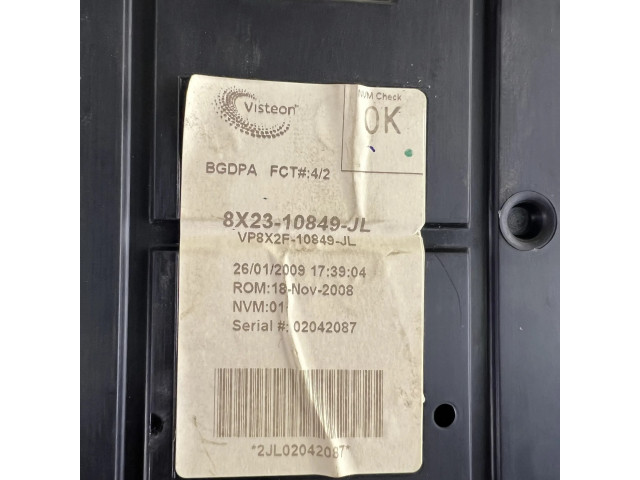 Visteon
NVM Check
OK
BGDPA FCT#:4/2
8X23-10849-JL
VP8X2F-10849-JL
26/01/2009 17:39:04
ROM:18-Nov-2008
NVM:01
Serial #: 02042087
*2JL02042087*